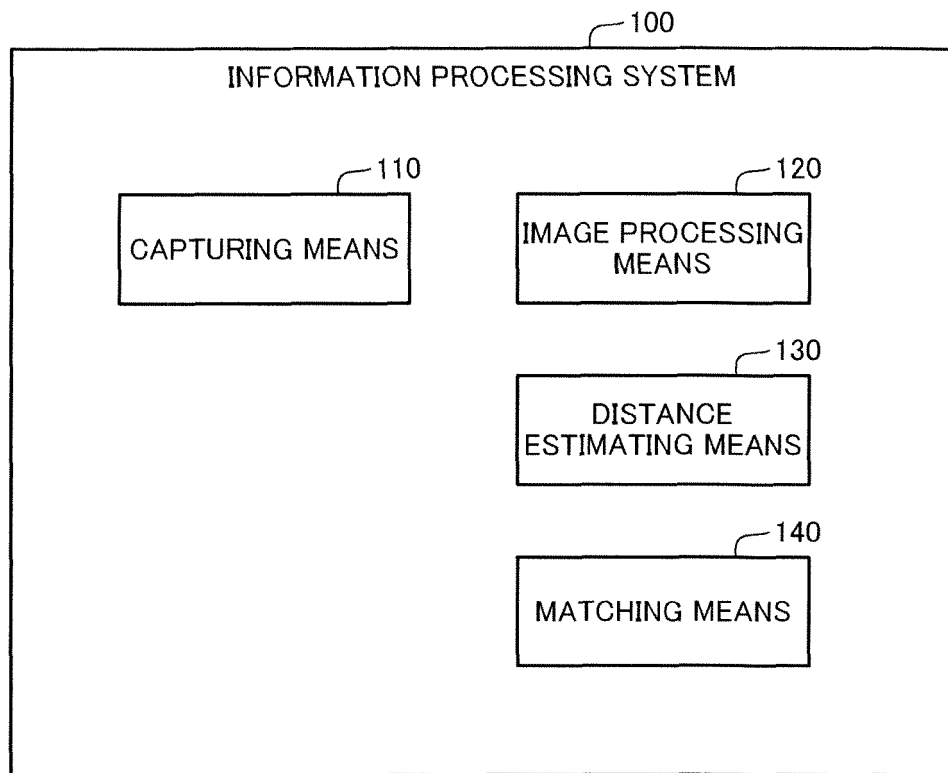 100
INFORMATION PROCESSING SYSTEM
110
CAPTURING MEANS
120
IMAGE PROCESSING
MEANS
130
DISTANCE
ESTIMATING MEANS
140
MATCHING MEANS